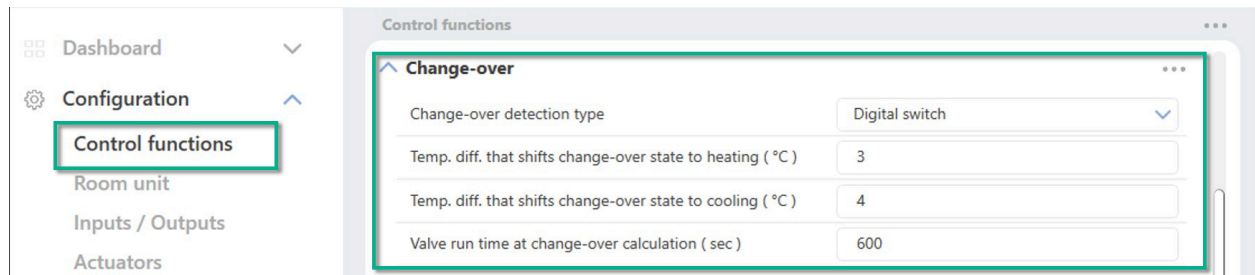 Dashboard
Configuration
Control functions
Room unit
Inputs / Outputs
Actuators
Control functions
Change-over
Change-over detection type
Digital switch
Temp. diff. that shifts change-over state to heating ( °C )
3
Temp. diff. that shifts change-over state to cooling ( °C )
4
Valve run time at change-over calculation ( sec )
600